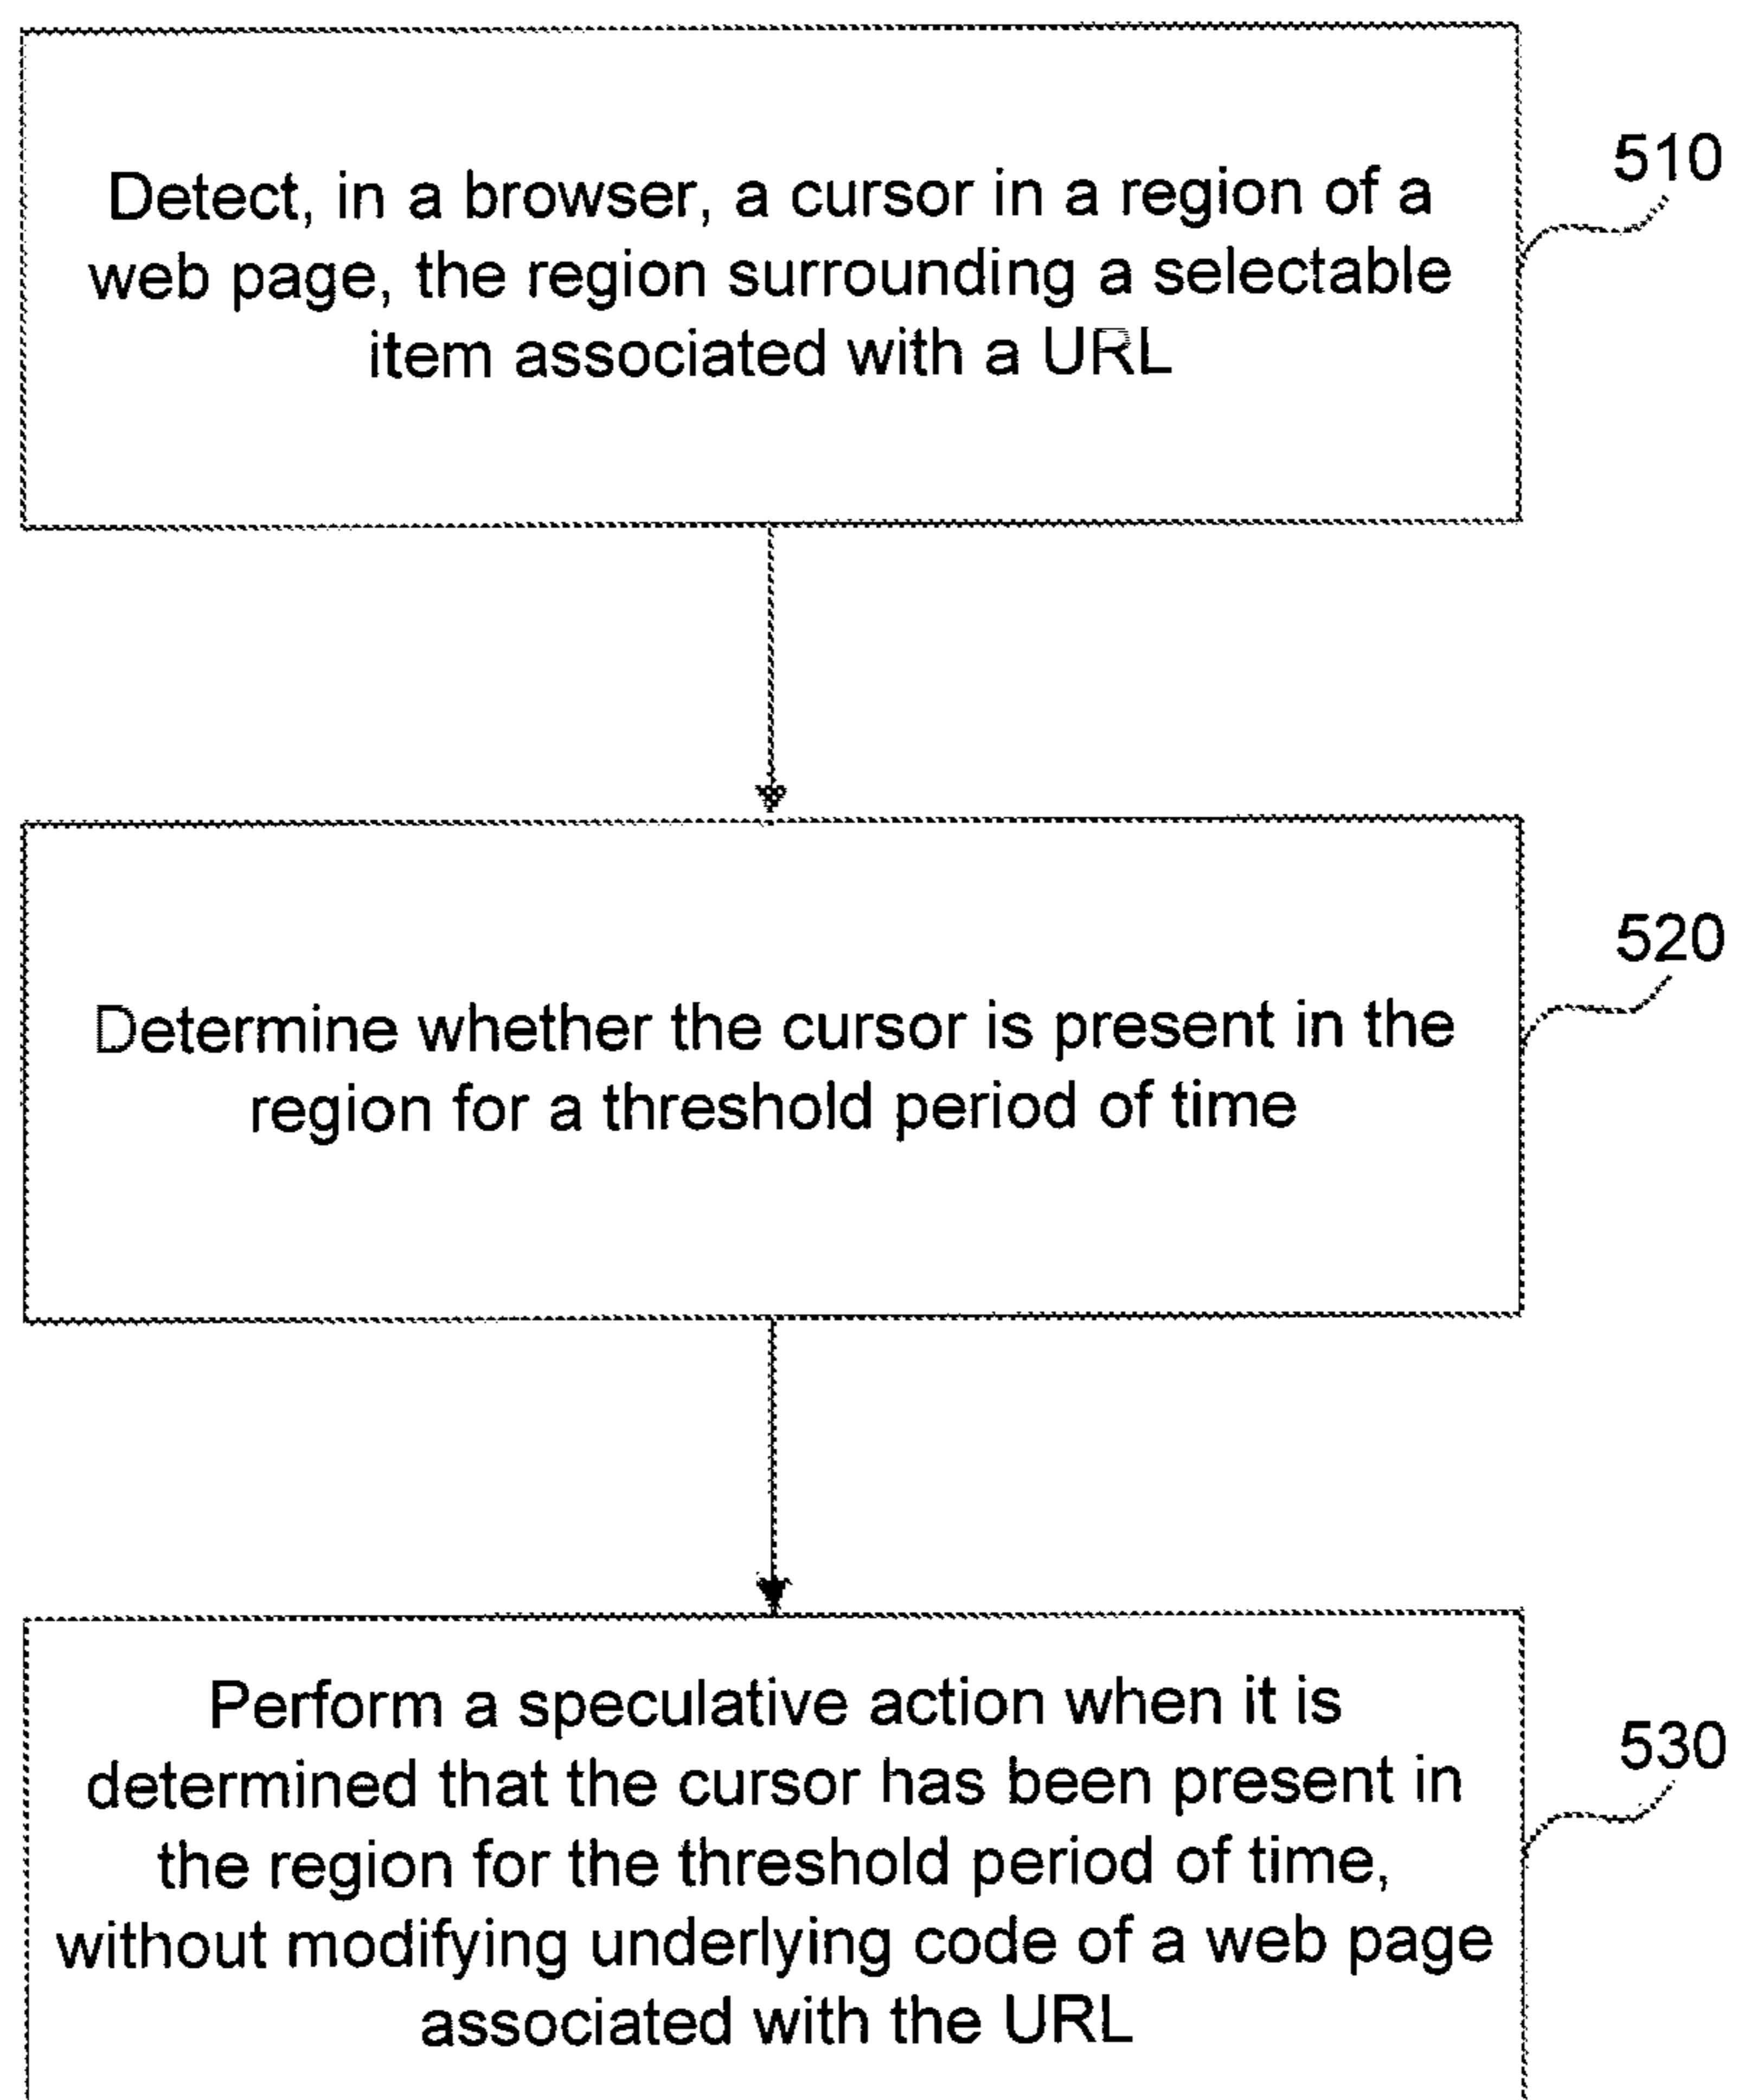 Detect, in a browser, a cursor in a region of a
web page, the region surrounding a selectable
item associated with a URL
510
Determine whether the cursor is present in the
region for a threshold period of time
520
Perform a speculative action when it is
determined that the cursor has been present in
the region for the threshold period of time,
without modifying underlying code of a web page
associated with the URL
530